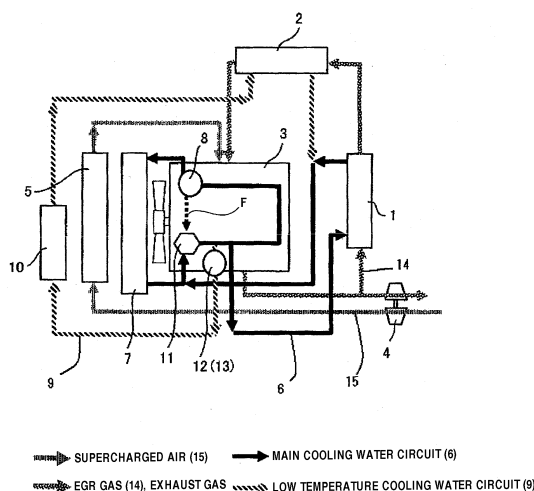 2
8
3
5
F
1
10
14
4
7
11
12 (13)
9
6
15
SUPERCHARGED AIR (15)
MAIN COOLING WATER CIRCUIT (6)
EGR GAS (14), EXHAUST GAS
LOW TEMPERATURE COOLING WATER CIRCUIT (9)